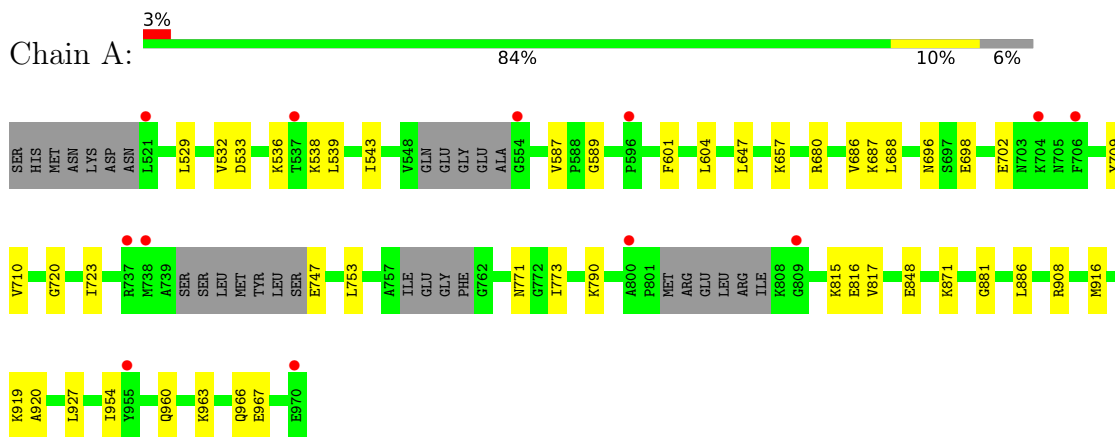 3%
Chain A:
84% 10% 6%
SER HIS MET ASN LYS ASP ASN L521 L529 V532 D533 K536 T537 K538 L539 I543 V548 GLN GLU GLY GLU ALA G554 V587 P588 G589 P596 F601 L604 L647 K657 R680 V686 K687 L688 N696 S697 E698 E702 N703 K704 N705 F706 Y709
V710 G720 I723 R737 M738 A739 SER SER LEU MET TYR LEU SER E747 L753 A757 ILE GLU GLY PHE G762 N771 G772 I773 K790 A800 P801 MET ARG GLU LEU ARG ILE K808 G809 K815 E816 V817 E848 K871 G881 L886 R908 M916
K919 A920 L927 I954 Y955 Q960 K963 Q966 E967 E970